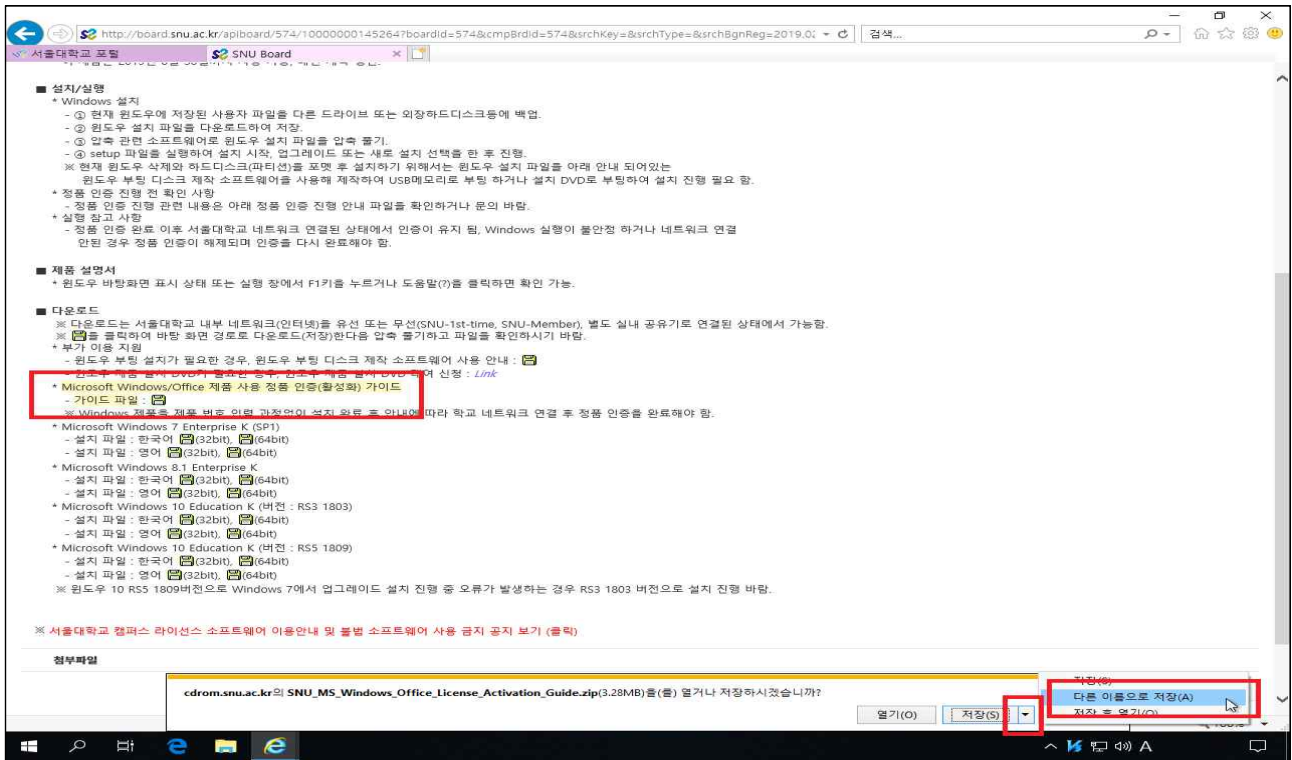 http://board.snu.ac.kr/apiboard/574/10000000145264?boardId=574&cmpBrdId=574&srchKey=&srchType=&srchBgnReg=2019.0
검색...
서울대학교 포털
SNU Board
■ 설치/실행
* Windows 설치
- ① 현재 윈도우에 저장된 사용자 파일을 다른 드라이브 또는 외장하드디스크등에 백업.
- ② 윈도우 설치 파일을 다운로드하여 저장.
- ③ 압축 관련 소프트웨어로 윈도우 설치 파일을 압축 풀기.
- ④ setup 파일을 실행하여 설치 시작, 업그레이드 또는 새로 설치 선택을 한 후 진행.
※ 현재 윈도우 삭제와 하드디스크(파티션)을 포맷 후 설치하기 위해서는 윈도우 설치 파일을 아래 안내 되어있는
윈도우 부팅 디스크 제작 소프트웨어을 사용해 제작하여 USB메모리로 부팅 하거나 설치 DVD로 부팅하여 설치 진행 필요 함.
* 정품 인증 진행 전 확인 사항
- 정품 인증 진행 관련 내용은 아래 정품 인증 진행 안내 파일을 확인하거나 문의 바람.
* 실행 참고 사항
- 정품 인증 완료 이후 서울대학교 네트워크 연결된 상태에서 인증이 유지 됨, Windows 실행이 불안정 하거나 네트워크 연결
안된 경우 정품 인증이 해제되며 인증을 다시 완료해야 함.
■ 제품 설명서
* 윈도우 바탕화면 표시 상태 또는 실행 창에서 F1키을 누르거나 도움말(?)을 클릭하면 확인 가능.
■ 다운로드
※ 다운로드는 서울대학교 내부 네트워크(인터넷)을 유선 또는 무선(SNU-1st-time, SNU-Member), 별도 실내 공유기로 연결된 상태에서 가능함.
※ 을 클릭하여 바탕 화면 경로로 다운로드(저장)한다음 압축 풀기하고 파일을 확인하시기 바람.
* 부가 이용 지원
- 윈도우 부팅 설치가 필요한 경우, 윈도우 부팅 디스크 제작 소프트웨어 사용 안내 :
- 윈도우 제품 설치 DVD가 필요한 경우, 윈도우 제품 설치 DVD 대여 신청 : Link
* Microsoft Windows/Office 제품 사용 정품 인증(활성화) 가이드
- 가이드 파일 :
※ Windows 제품을 제품 번호 입력 과정없이 설치 완료 후 안내에 따라 학교 네트워크 연결 후 정품 인증을 완료해야 함.
* Microsoft Windows 7 Enterprise K (SP1)
- 설치 파일 : 한국어 (32bit), (64bit)
- 설치 파일 : 영어 (32bit), (64bit)
* Microsoft Windows 8.1 Enterprise K
- 설치 파일 : 한국어 (32bit), (64bit)
- 설치 파일 : 영어 (32bit), (64bit)
* Microsoft Windows 10 Education K (버전 : RS3 1803)
- 설치 파일 : 한국어 (32bit), (64bit)
- 설치 파일 : 영어 (32bit), (64bit)
* Microsoft Windows 10 Education K (버전 : RS5 1809)
- 설치 파일 : 한국어 (32bit), (64bit)
- 설치 파일 : 영어 (32bit), (64bit)
※ 윈도우 10 RS5 1809버전으로 Windows 7에서 업그레이드 설치 진행 중 오류가 발생하는 경우 RS3 1803 버전으로 설치 진행 바람.
※ 서울대학교 캠퍼스 라이선스 소프트웨어 이용안내 및 불법 소프트웨어 사용 금지 공지 보기 (클릭)
첨부파일
cdrom.snu.ac.kr의 SNU_MS_Windows_Office_License_Activation_Guide.zip(3.28MB)을(를) 열거나 저장하시겠습니까?
열기(O)
저장(S)
저장(S)
다른 이름으로 저장(A)
저장 후 열기(O)
A